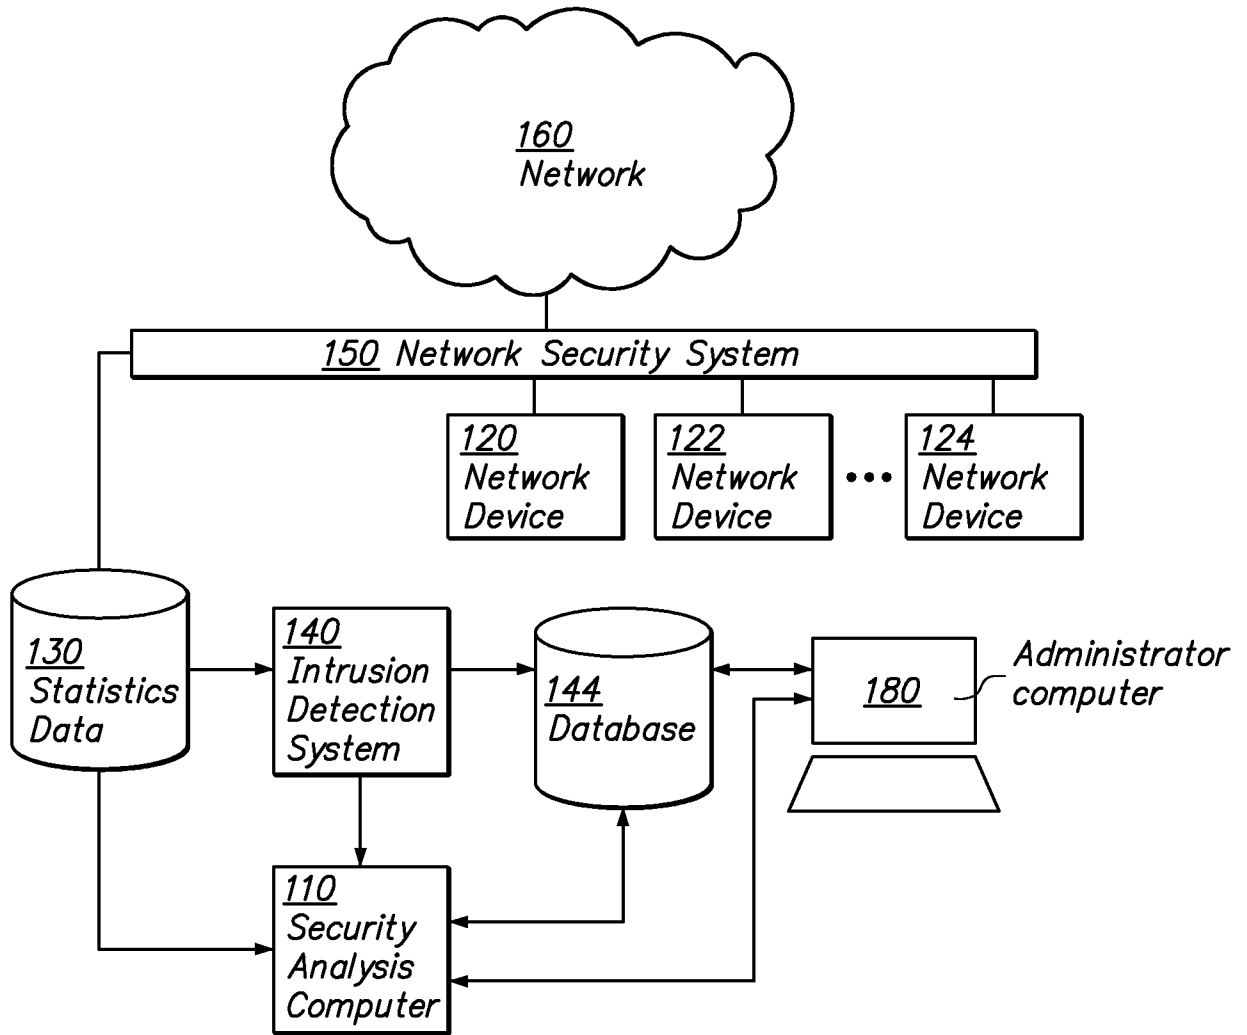 160
Network
150 Network Security System
120
Network
Device
122
Network
Device
124
Network
Device
130
Statistics
Data
140
Intrusion
Detection
System
144
Database
180
Administrator
computer
110
Security
Analysis
Computer